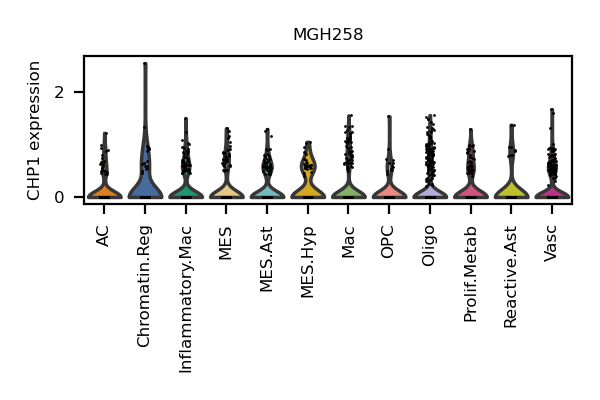 MGH258
CHP1 expression
2
0
AC
Chromatin.Reg
Inflammatory.Mac
MES
MES.Ast
MES.Hyp
Mac
OPC
Oligo
Prolif.Metab
Reactive.Ast
Vasc